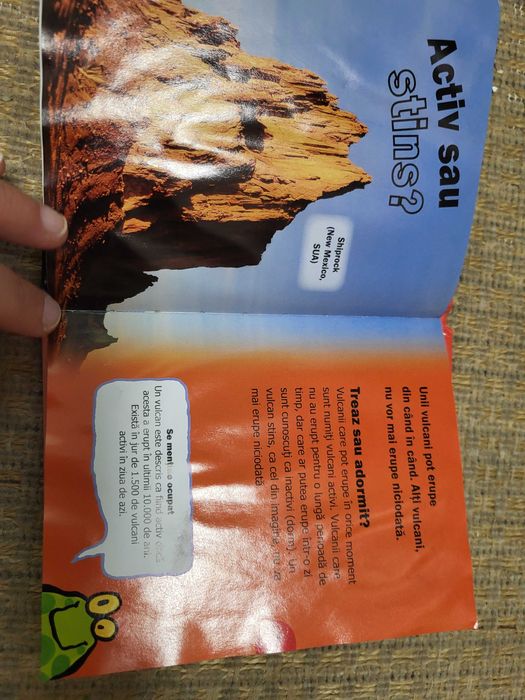 Activ sau
stins?
Shiprock
(New Mexico,
SUA)
Unii vulcani pot erupe
din când în când. Alți vulcani,
nu vor mai erupe niciodată.
Treaz sau adormit?
Vulcanii care pot erupe în orice moment
sunt numiți vulcani activi. Vulcanii care
nu au erupt pentru o lungă perioadă de
timp, dar care ar putea erupe într-o zi
sunt cunoscuți ca inactivi (dorm). Un
vulcan stins, ca cel din imagine, nu va
mai erupe niciodată
Se ocupat
Un vulcan este descris ca fiind activ dacă
acesta a erupt în ultimii 10.000 de ani.
Există în jur de 1.500 de vulcani
activi în ziua de azi.